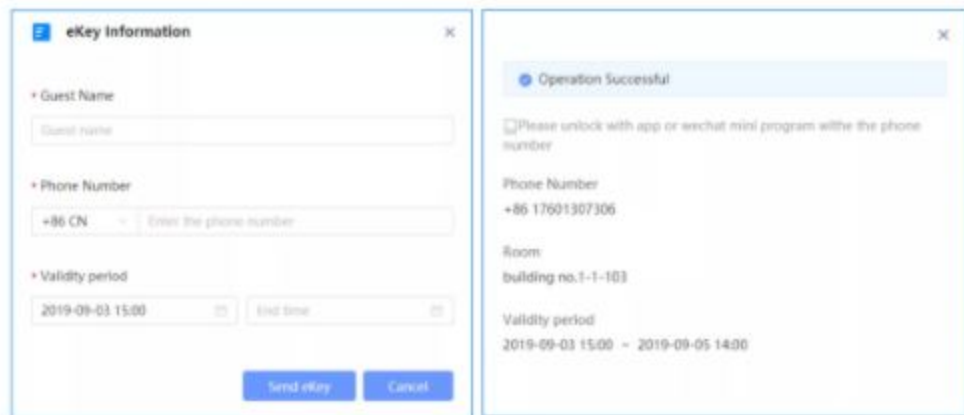 eKey Information
* Guest Name
Guest name
* Phone Number
+86 CN Enter the phone number
* Validity period
2019-09-03 15:00 End time
Send eKey Cancel
Operation Successful
Please unlock with app or wechat mini program withe the phone
number
Phone Number
+86 17601307306
Room
building no.1-1-103
Validity period
2019-09-03 15:00 ~ 2019-09-05 14:00